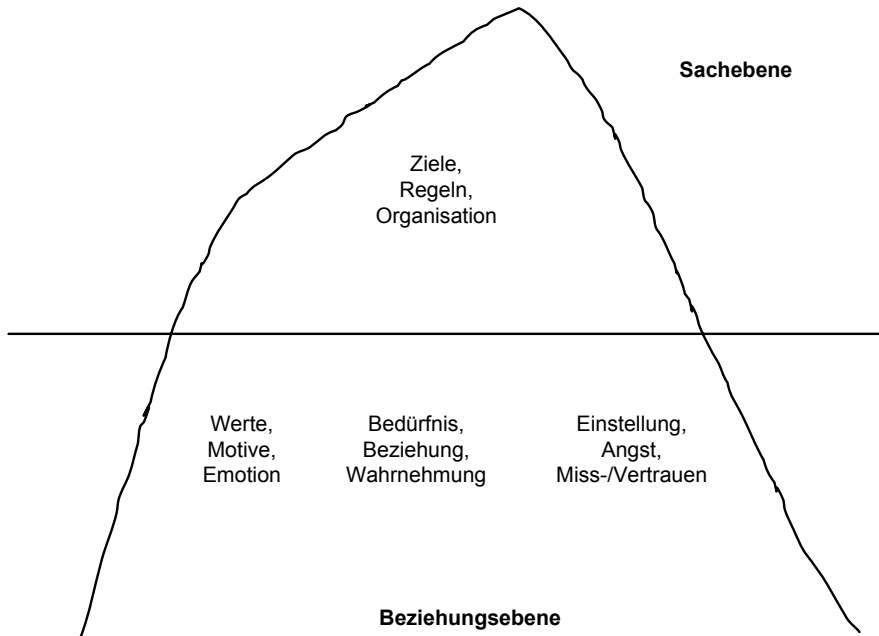 Sachebene
Ziele,
Regeln,
Organisation
Werte,
Motive,
Emotion
Bedürfnis,
Beziehung,
Wahrnehmung
Einstellung,
Angst,
Miss-/Vertrauen
Beziehungsebene